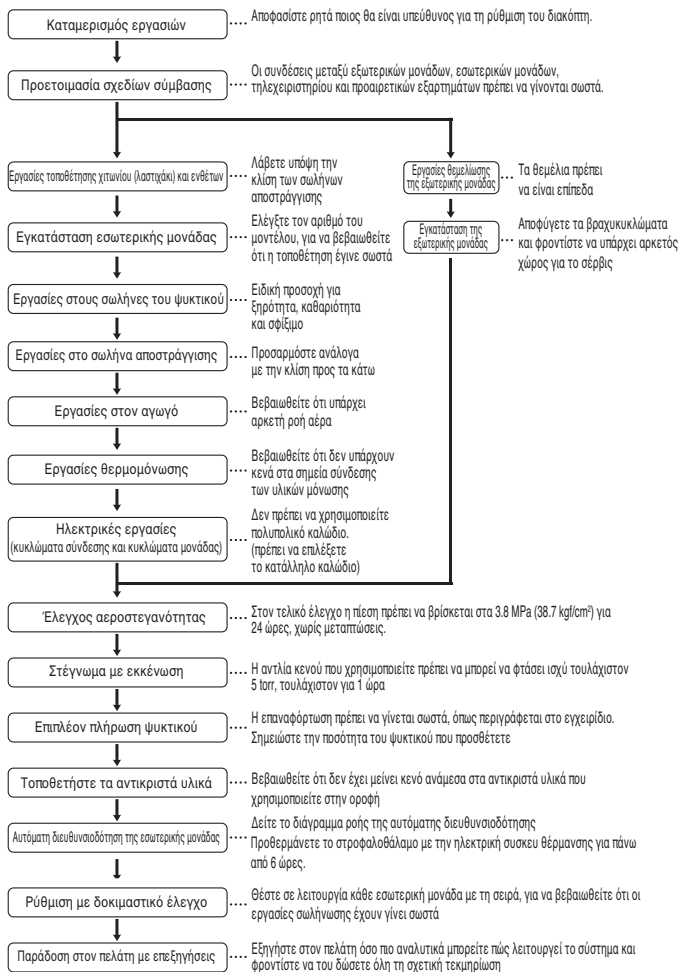 Καταμερισμός εργασιών
Αποφασίστε ρητά ποιος θα είναι υπεύθυνος για τη ρύθμιση του διακόπτη.
Προετοιμασία σχεδίων σύμβασης
Οι συνδέσεις μεταξύ εξωτερικών μονάδων, εσωτερικών μονάδων,
τηλεχειριστηρίου και προαιρετικών εξαρτημάτων πρέπει να γίνονται σωστά.
Εργασίες τοποθέτησης χιτωνίου (λαστιχάκι) και ενθέτων
Λάβετε υπόψη την
κλίση των σωλήνων
αποστράγγισης
Εργασίες θεμελίωσης
της εξωτερικής μονάδας
Τα θεμέλια πρέπει
να είναι επίπεδα
Εγκατάσταση εσωτερικής μονάδας
Ελέγξτε τον αριθμό του
μοντέλου, για να βεβαιωθείτε
ότι η τοποθέτηση έγινε σωστά
Εγκατάσταση της
εξωτερικής μονάδας
Αποφύγετε τα βραχυκυκλώματα
και φροντίστε να υπάρχει αρκετός
χώρος για το σέρβις
Εργασίες στους σωλήνες του ψυκτικού
Ειδική προσοχή για
ξηρότητα, καθαριότητα
και σφίξιμο
Εργασίες στο σωλήνα αποστράγγισης
Προσαρμόστε ανάλογα
με την κλίση προς τα κάτω
Εργασίες στον αγωγό
Βεβαιωθείτε ότι υπάρχει
αρκετή ροή αέρα
Εργασίες θερμομόνωσης
Βεβαιωθείτε ότι δεν υπάρχουν
κενά στα σημεία σύνδεσης
των υλικών μόνωσης
Ηλεκτρικές εργασίες
(κυκλώματα σύνδεσης και κυκλώματα μονάδας)
Δεν πρέπει να χρησιμοποιείτε
πολυπολικό καλώδιο.
(πρέπει να επιλέξετε
το κατάλληλο καλώδιο)
Έλεγχος αεροστεγανότητας
Στον τελικό έλεγχο η πίεση πρέπει να βρίσκεται στα 3.8 MPa (38.7 kgf/cm²) για
24 ώρες, χωρίς μεταπτώσεις.
Στέγνωμα με εκκένωση
Η αντλία κενού που χρησιμοποιείτε πρέπει να μπορεί να φτάσει ισχύ τουλάχιστον
5 torr, τουλάχιστον για 1 ώρα
Επιπλέον πλήρωση ψυκτικού
Η επαναφόρτωση πρέπει να γίνεται σωστά, όπως περιγράφεται στο εγχειρίδιο.
Σημειώστε την ποσότητα του ψυκτικού που προσθέτετε
Τοποθετήστε τα αντικριστά υλικά
Βεβαιωθείτε ότι δεν έχει μείνει κενό ανάμεσα στα αντικριστά υλικά που
χρησιμοποιείτε στην οροφή
Αυτόματη διευθυνσιοδότηση της εσωτερικής μονάδας
Δείτε το διάγραμμα ροής της αυτόματης διευθυνσιοδότησης
Προθερμάνετε το στροφαλοθάλαμο με την ηλεκτρική συσκευ θέρμανσης για πάνω
από 6 ώρες.
Ρύθμιση με δοκιμαστικό έλεγχο
Θέστε σε λειτουργία κάθε εσωτερική μονάδα με τη σειρά, για να βεβαιωθείτε ότι οι
εργασίες σωλήνωσης έχουν γίνει σωστά
Παράδοση στον πελάτη με επεξηγήσεις
Εξηγήστε στον πελάτη όσο πιο αναλυτικά μπορείτε πώς λειτουργεί το σύστημα και
φροντίστε να του δώσετε όλη τη σχετική τεκμηρίωση